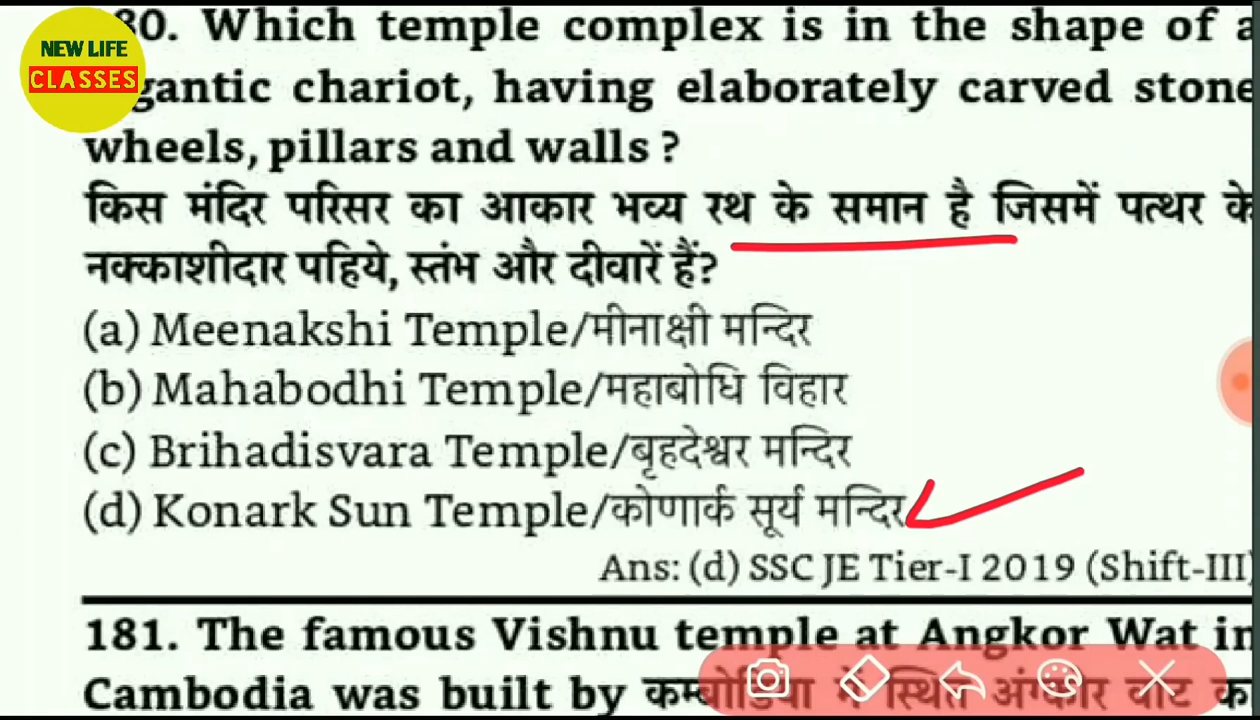 NEW LIFE
CLASSES
80. Which temple complex is in the shape of a
gantic chariot, having elaborately carved stone
wheels, pillars and walls ?
किस मंदिर परिसर का आकार भव्य रथ के समान है जिसमें पत्थर के
नक्काशीदार पहिये, स्तंभ और दीवारें हैं?
(a) Meenakshi Temple/मीनाक्षी मन्दिर
(b) Mahabodhi Temple/महाबोधि विहार
(c) Brihadisvara Temple/बृहदेश्वर मन्दिर
(d) Konark Sun Temple/कोणार्क सूर्य मन्दिर
Ans: (d) SSC JE Tier-I 2019 (Shift-III)
181. The famous Vishnu temple at Angkor Wat in
Cambodia was built by कम्बोडिया में स्थित अंग्कोर वाट का